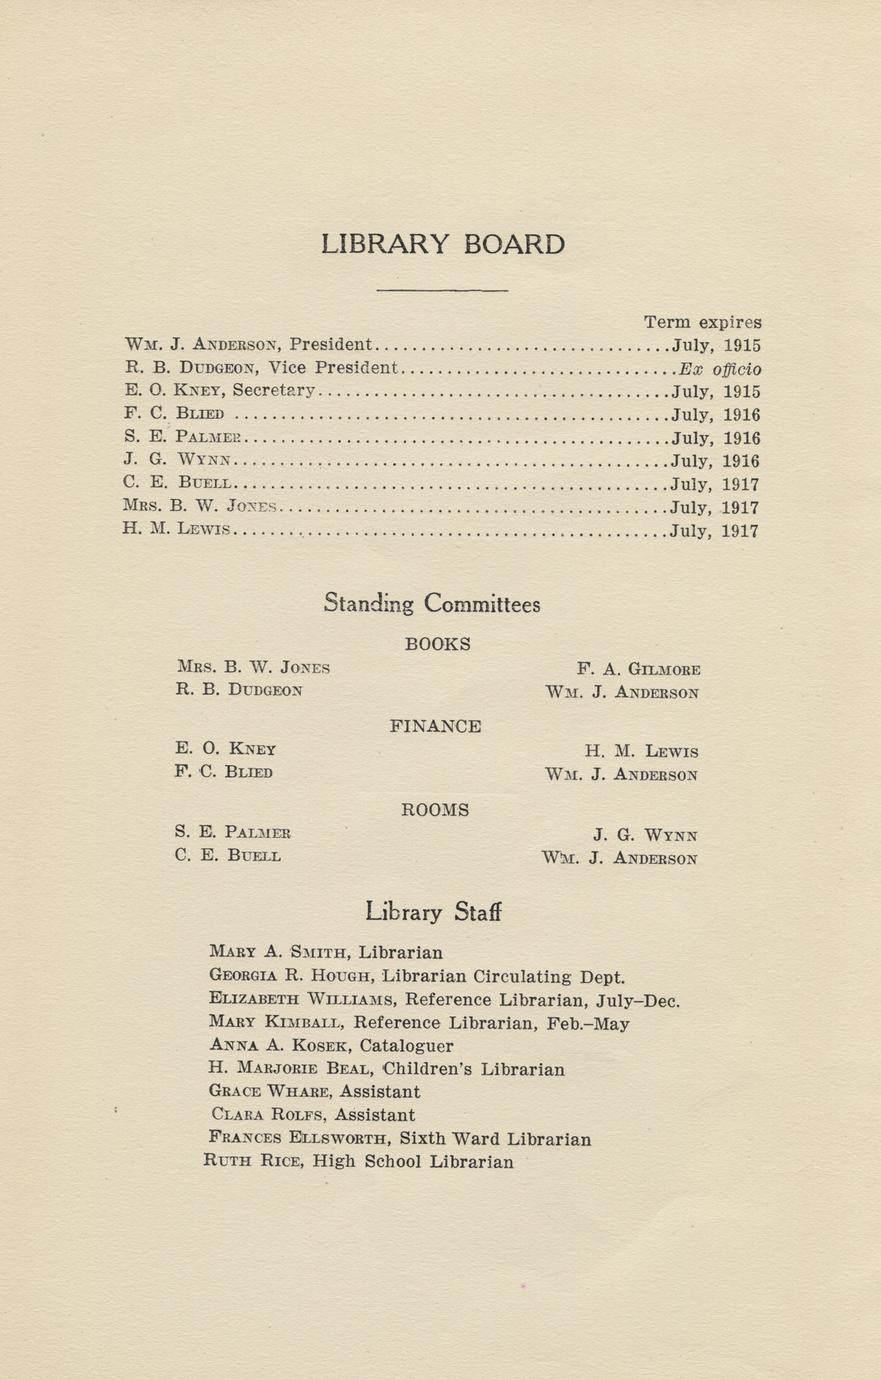 LIBRARY BOARD
Term expires
WM. J. ANDERSON, President..............................July, 1915
R. B. DUDGEON, Vice President.............................Ex officio
E. O. KNEY, Secretary.....................................July, 1915
F. C. BLIED ..............................................July, 1916
S. E. PALMER.............................................July, 1916
J. G. WYNN..............................................July, 1916
C. E. BUELL..............................................July, 1917
MRS. B. W. JONES.........................................July, 1917
H. M. LEWIS..............................................July, 1917
Standing Committees
BOOKS
MRS. B. W. JONES F. A. GILMORE
R. B. DUDGEON WM. J. ANDERSON
FINANCE
E. O. KNEY H. M. LEWIS
F. C. BLIED WM. J. ANDERSON
ROOMS
S. E. PALMER J. G. WYNN
C. E. BUELL WM. J. ANDERSON
Library Staff
MARY A. SMITH, Librarian
GEORGIA R. HOUGH, Librarian Circulating Dept.
ELIZABETH WILLIAMS, Reference Librarian, July–Dec.
MARY KIMBALL, Reference Librarian, Feb.–May
ANNA A. KOSEK, Cataloguer
H. MARJORIE BEAL, Children's Librarian
GRACE WHARE, Assistant
CLARA ROLFS, Assistant
FRANCES ELLSWORTH, Sixth Ward Librarian
RUTH RICE, High School Librarian